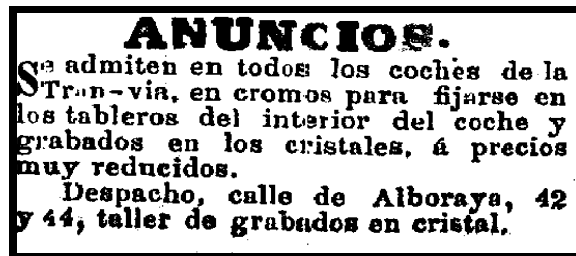 ANUNCIOS.
Se admiten en todos los coches de la
Tran-via, en cromos para fijarse en
los tableros del interior del coche y
grabados en los cristales, á precios
muy reducidos.
Despacho, calle de Alboraya, 42
y 44, taller de grabados en cristal.